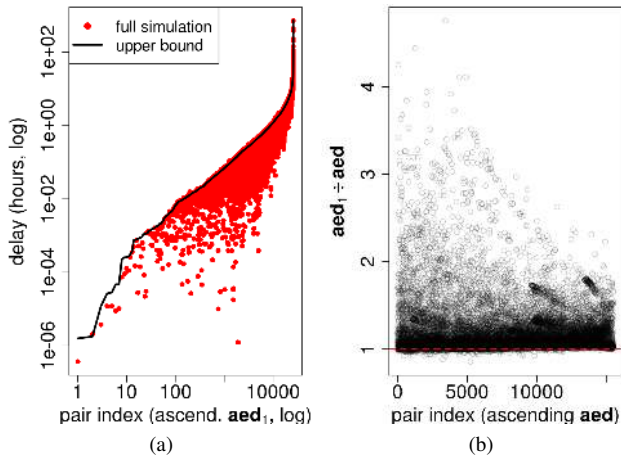 full simulation
upper bound
delay (hours, log)
1e+02
1e+00
1e-02
1e-04
1e-06
1
10
100
10000
pair index (ascend. aed₁, log)
(a)
aed₁ ÷ aed
4
3
2
1
0
5000
10000
pair index (ascending aed)
(b)